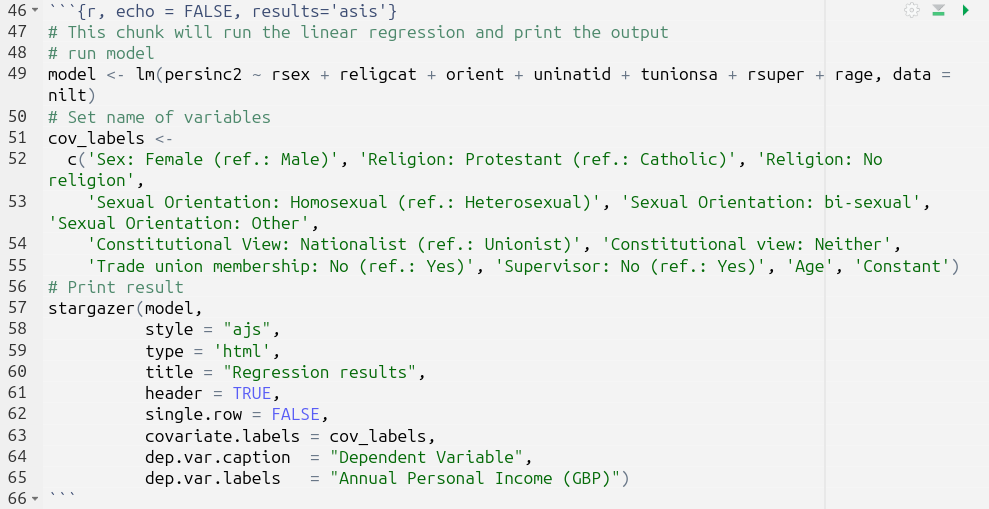 46 ```{r, echo = FALSE, results='asis'}
47 # This chunk will run the linear regression and print the output
48 # run model
49 model <- lm(persinc2 ~ rsex + religcat + orient + uninatid + tunionsa + rsuper + rage, data =
nilt)
50 # Set name of variables
51 cov_labels <-
52   c('Sex: Female (ref.: Male)', 'Religion: Protestant (ref.: Catholic)', 'Religion: No
religion',
53     'Sexual Orientation: Homosexual (ref.: Heterosexual)', 'Sexual Orientation: bi-sexual',
'Sexual Orientation: Other',
54     'Constitutional View: Nationalist (ref.: Unionist)', 'Constitutional view: Neither',
55     'Trade union membership: No (ref.: Yes)', 'Supervisor: No (ref.: Yes)', 'Age', 'Constant')
56 # Print result
57 stargazer(model,
58           style = "ajs",
59           type = 'html',
60           title = "Regression results",
61           header = TRUE,
62           single.row = FALSE,
63           covariate.labels = cov_labels,
64           dep.var.caption  = "Dependent Variable",
65           dep.var.labels   = "Annual Personal Income (GBP)")
66 ```